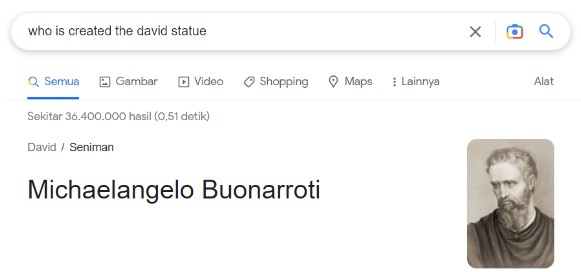 who is created the david statue
Semua Gambar Video Shopping Maps Lainnya Alat
Sekitar 36.400.000 hasil (0,51 detik)
David / Seniman
Michaelangelo Buonarroti